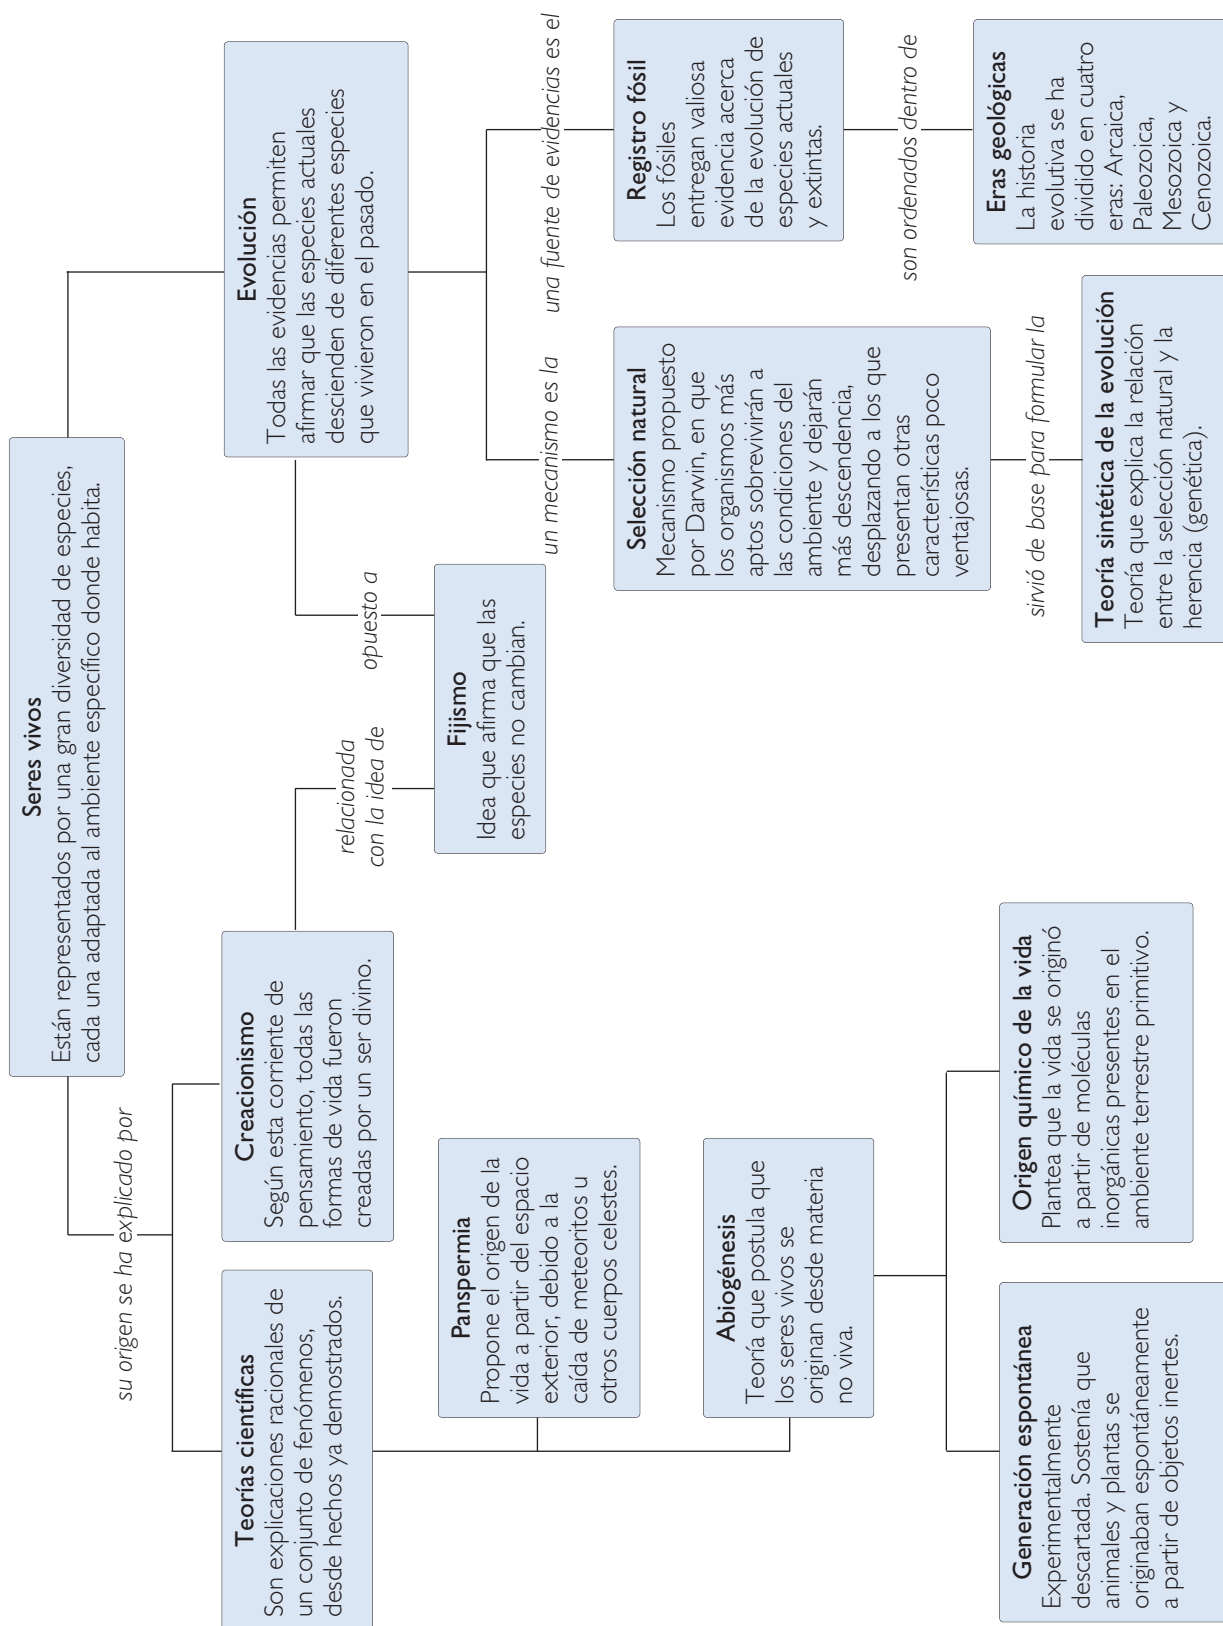 Seres vivos
Están representados por una gran diversidad de especies,
cada una adaptada al ambiente específico donde habita.
su origen se ha explicado por
Teorías científicas
Son explicaciones racionales de
un conjunto de fenómenos,
desde hechos ya demostrados.
Creacionismo
Según esta corriente de
pensamiento, todas las
formas de vida fueron
creadas por un ser divino.
Evolución
Todas las evidencias permiten
afirmar que las especies actuales
descienden de diferentes especies
que vivieron en el pasado.
relacionada
con la idea de
opuesto a
Panspermia
Propone el origen de la
vida a partir del espacio
exterior, debido a la
caída de meteoritos u
otros cuerpos celestes.
Fijismo
Idea que afirma que las
especies no cambian.
un mecanismo es la
una fuente de evidencias es el
Abiogénesis
Teoría que postula que
los seres vivos se
originan desde materia
no viva.
Selección natural
Mecanismo propuesto
por Darwin, en que
los organismos más
aptos sobrevivirán a
las condiciones del
ambiente y dejarán
más descendencia,
desplazando a los que
presentan otras
características poco
ventajosas.
Registro fósil
Los fósiles
entregan valiosa
evidencia acerca
de la evolución de
especies actuales
y extintas.
son ordenados dentro de
sirvió de base para formular la
Generación espontánea
Experimentalmente
descartada. Sostenía que
animales y plantas se
originaban espontáneamente
a partir de objetos inertes.
Origen químico de la vida
Plantea que la vida se originó
a partir de moléculas
inorgánicas presentes en el
ambiente terrestre primitivo.
Teoría sintética de la evolución
Teoría que explica la relación
entre la selección natural y la
herencia (genética).
Eras geológicas
La historia
evolutiva se ha
dividido en cuatro
eras: Arcaica,
Paleozoica,
Mesozoica y
Cenozoica.